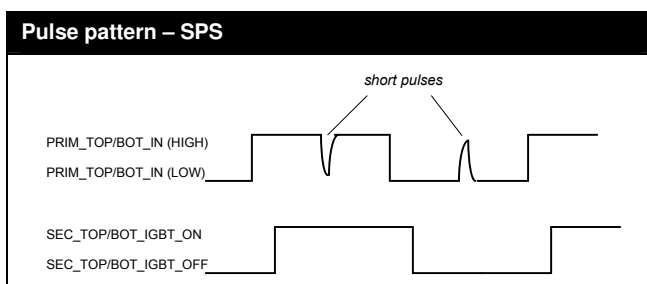 Pulse pattern – SPS
short pulses
PRIM_TOP/BOT_IN (HIGH)
PRIM_TOP/BOT_IN (LOW)
SEC_TOP/BOT_IGBT_ON
SEC_TOP/BOT_IGBT_OFF